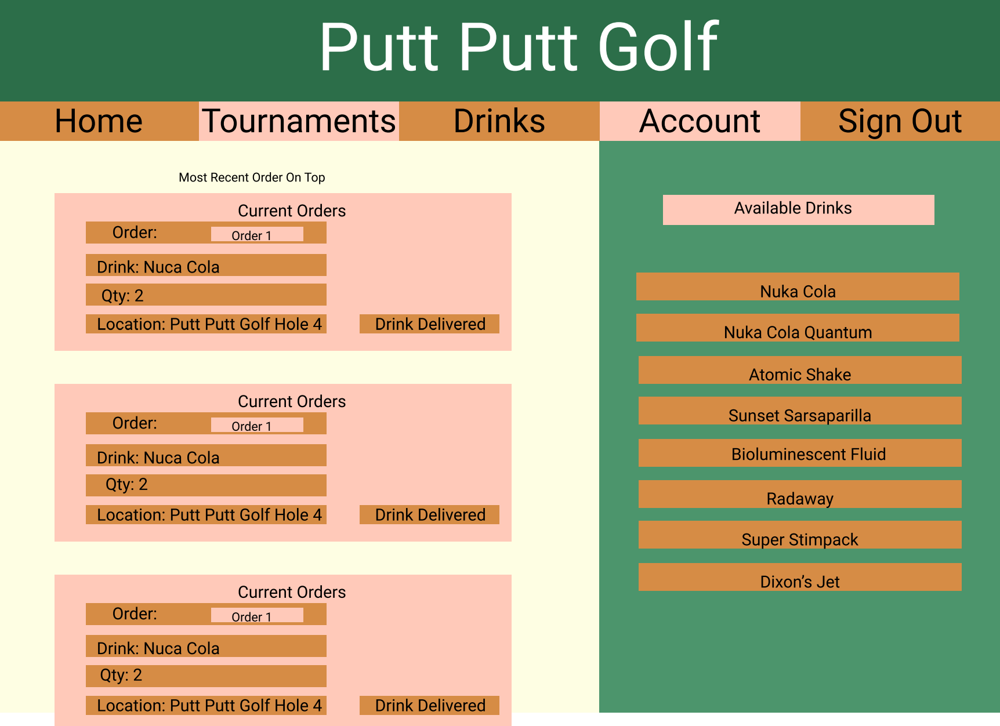 Putt Putt Golf
Home
Tournaments
Drinks
Account
Sign Out
Most Recent Order On Top
Current Orders
Order:
Order 1
Drink: Nuca Cola
Qty: 2
Location: Putt Putt Golf Hole 4
Drink Delivered
Current Orders
Order:
Order 1
Drink: Nuca Cola
Qty: 2
Location: Putt Putt Golf Hole 4
Drink Delivered
Current Orders
Order:
Order 1
Drink: Nuca Cola
Qty: 2
Location: Putt Putt Golf Hole 4
Drink Delivered
Available Drinks
Nuka Cola
Nuka Cola Quantum
Atomic Shake
Sunset Sarsaparilla
Bioluminescent Fluid
Radaway
Super Stimpack
Dixon’s Jet